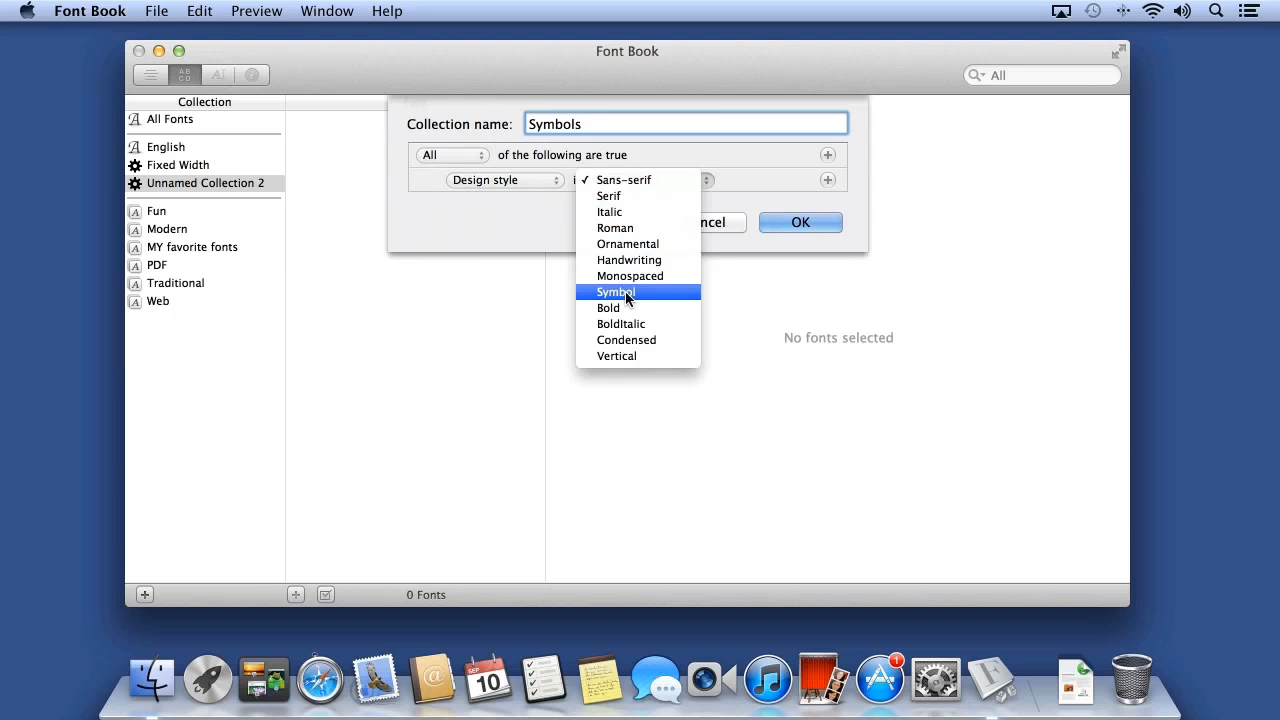 Font Book File Edit Preview Window Help
Font Book
All
Collection
All Fonts
English
Fixed Width
Unnamed Collection 2
Fun
Modern
MY favorite fonts
PDF
Traditional
Web
Collection name: Symbols
All of the following are true
Design style i ✓ Sans-serif
Serif
Italic
Roman
Ornamental
Handwriting
Monospaced
Symbol
Bold
BoldItalic
Condensed
Vertical
ncel OK
No fonts selected
0 Fonts
SEP
10
1